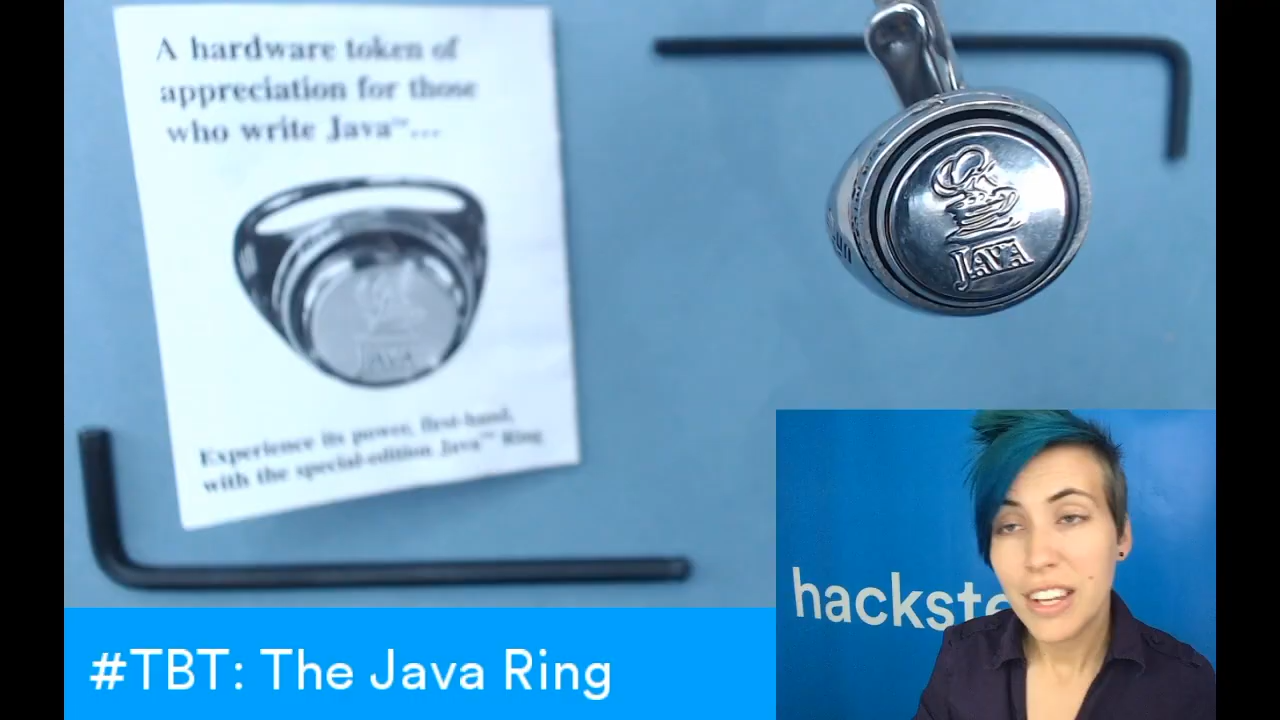 A hardware token of
appreciation for those
who write Java™...
JAVA
Experience its power, first-hand,
with the special-edition Java™ Ring
JAVA
hackste
#TBT: The Java Ring